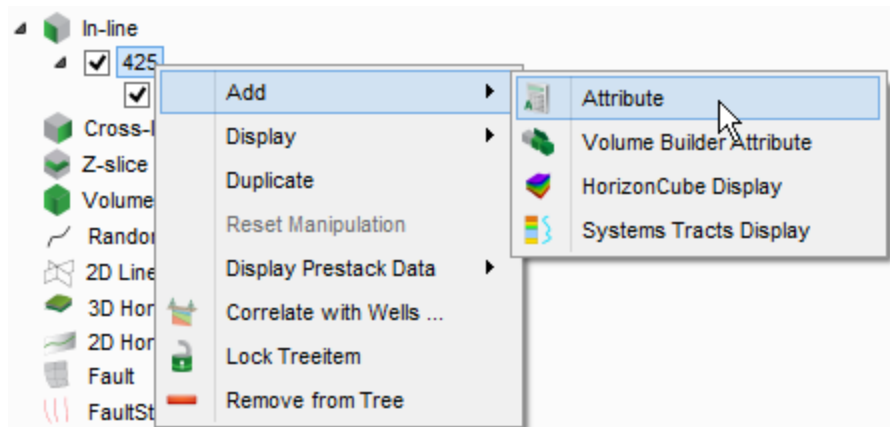 In-line
425
Cross-l
Z-slice
Volume
Randor
2D Line
3D Hor
2D Hor
Fault
FaultSt
Add
Display
Duplicate
Reset Manipulation
Display Prestack Data
Correlate with Wells ...
Lock Treeitem
Remove from Tree
Attribute
Volume Builder Attribute
HorizonCube Display
Systems Tracts Display